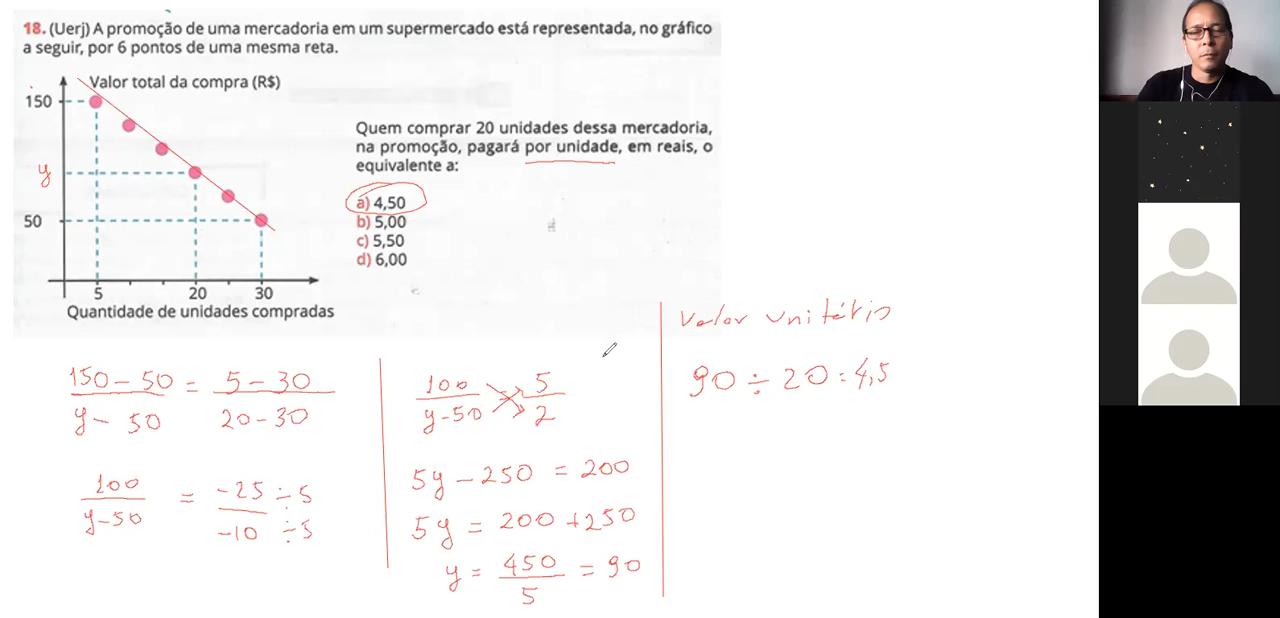 18. (Uerj) A promoção de uma mercadoria em um supermercado está representada, no gráfico
a seguir, por 6 pontos de uma mesma reta.
Valor total da compra (R$)
150
y
50
5 20 30
Quantidade de unidades compradas
Quem comprar 20 unidades dessa mercadoria,
na promoção, pagará por unidade, em reais, o
equivalente a:
a) 4,50
b) 5,00
c) 5,50
d) 6,00
150 - 50 = 5 - 30
y - 50 20 - 30
100 = -25 ÷ 5
y - 50 -10 ÷ 5
100 5
y - 50 2
5y - 250 = 200
5y = 200 + 250
y = 450 = 90
5
Valor unitário
90 ÷ 20 = 4,5